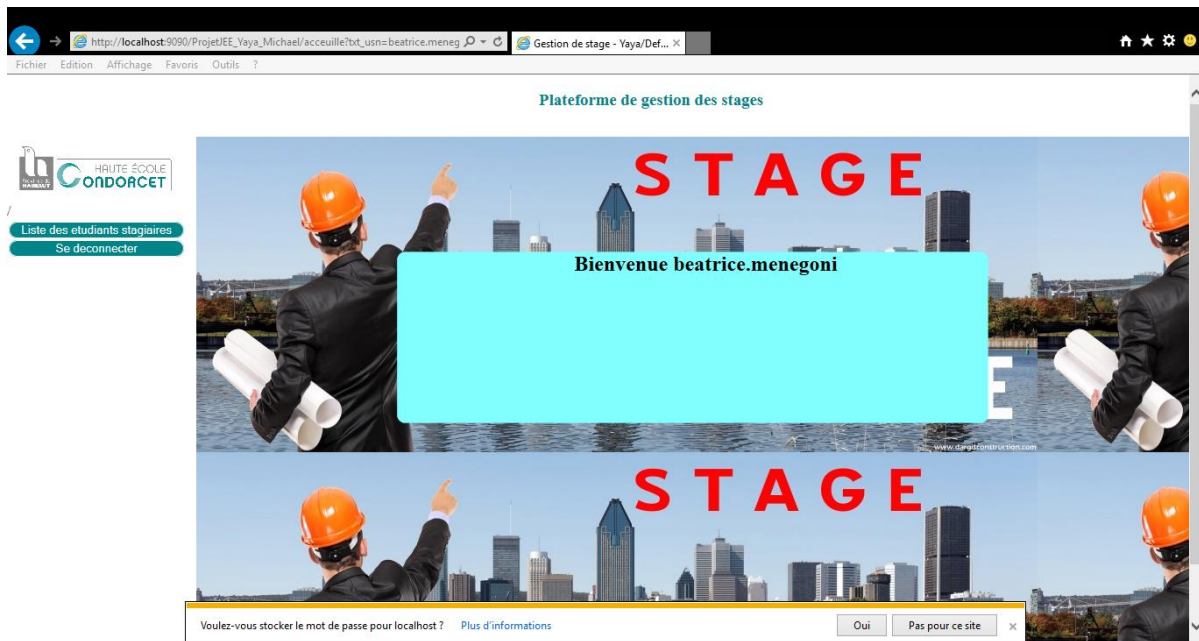 http://localhost:9090/ProjetJEE_Yaya_Michael/acceuille?txt_usn=beatrice.meneg
Gestion de stage - Yaya/Def...
Fichier Edition Affichage Favoris Outils ?
Plateforme de gestion des stages
HAUTE ÉCOLE
CONDORCET
/
Liste des etudiants stagiaires
Se deconnecter
STAGE
Bienvenue beatrice.menegoni
E
www.dargdconstruction.com
STAGE
Voulez-vous stocker le mot de passe pour localhost ? Plus d'informations Oui Pas pour ce site